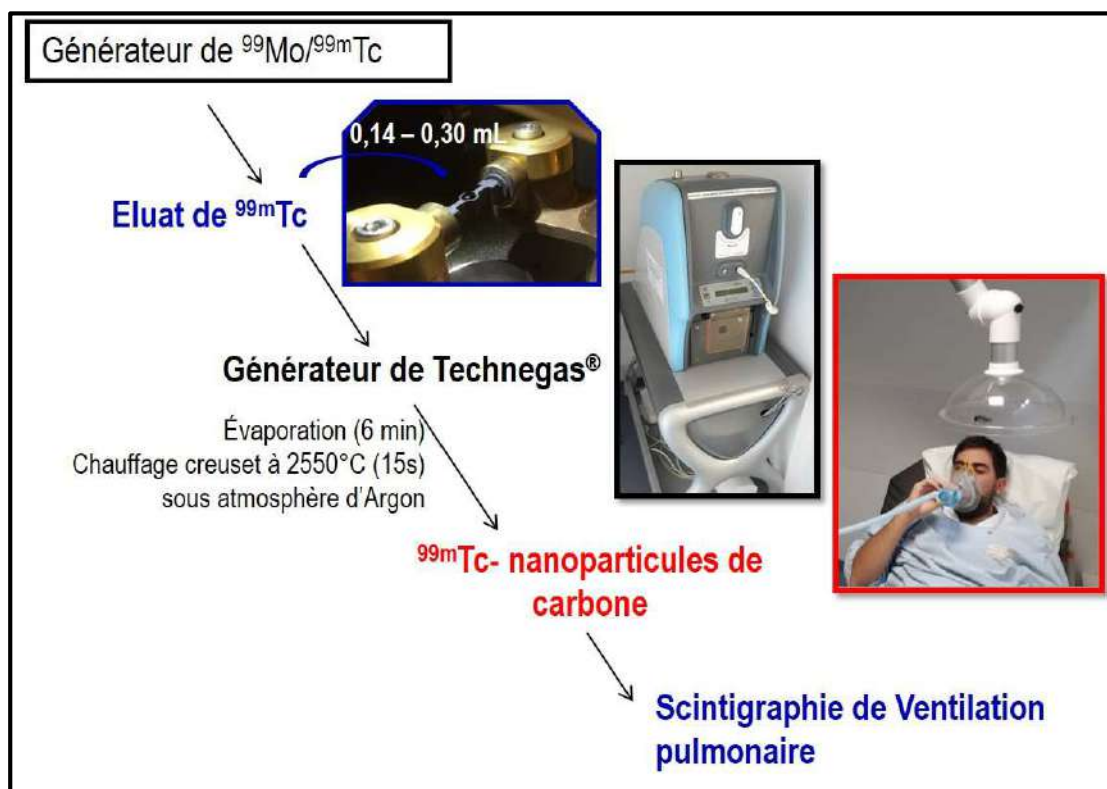 Générateur de ⁹⁹Mo/⁹⁹ᵐTc
0,14 – 0,30 mL
Eluat de ⁹⁹ᵐTc
Générateur de Technegas®
Évaporation (6 min)
Chauffage creuset à 2550°C (15s)
sous atmosphère d'Argon
⁹⁹ᵐTc- nanoparticules de
carbone
Scintigraphie de Ventilation
pulmonaire